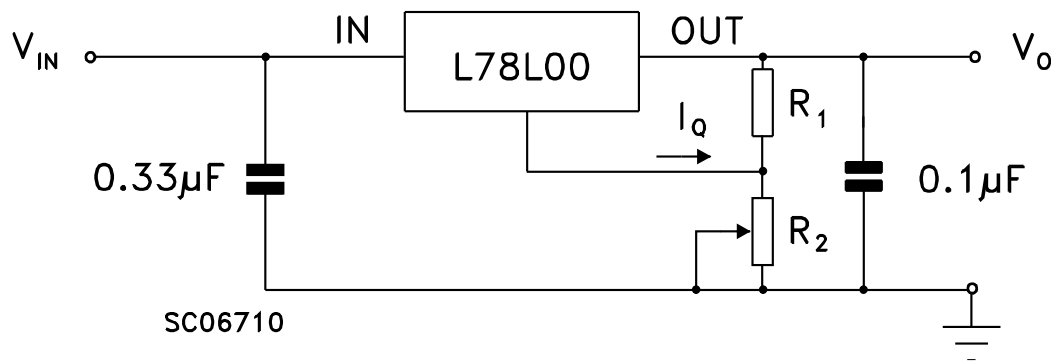 V_IN
IN
L78L00
OUT
V_O
R_1
I_Q
0.33µF
0.1µF
R_2
SC06710